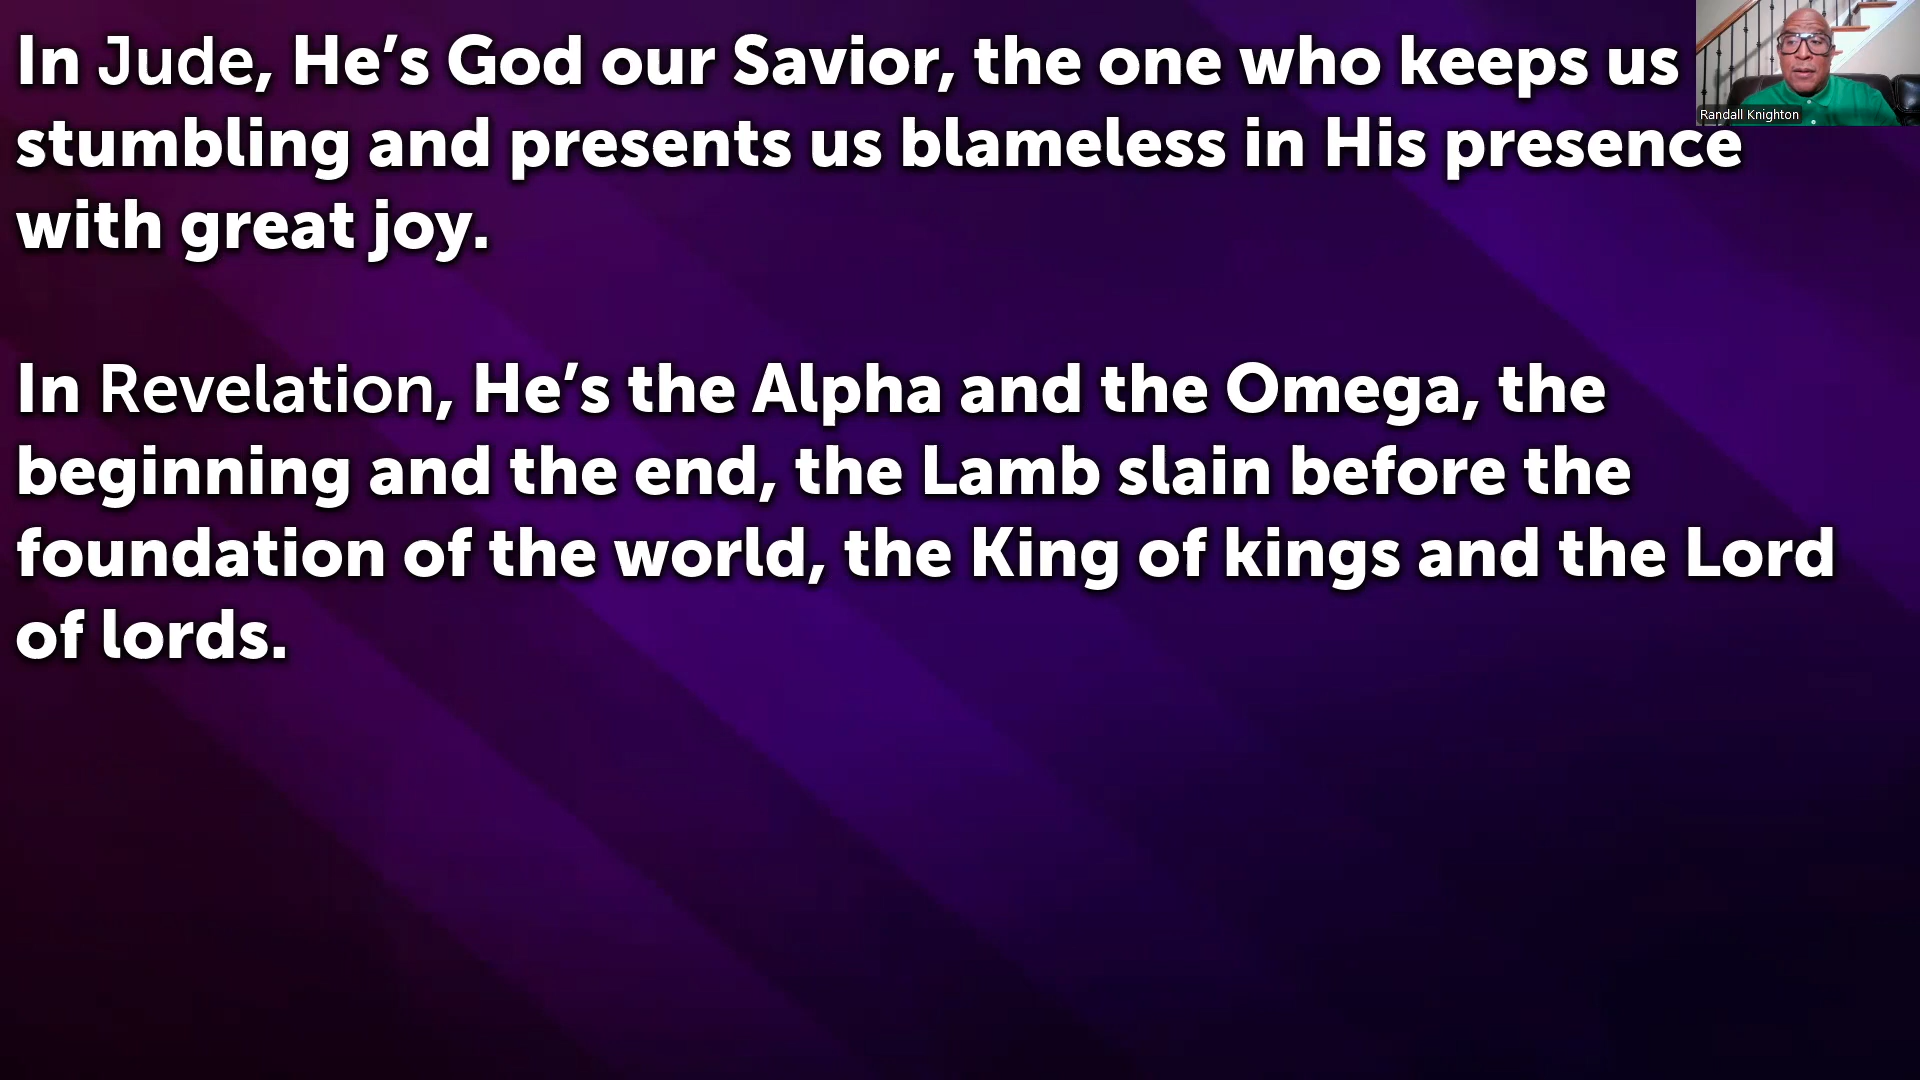 In Jude, He’s God our Savior, the one who keeps us
stumbling and presents us blameless in His presence
with great joy.
In Revelation, He’s the Alpha and the Omega, the
beginning and the end, the Lamb slain before the
foundation of the world, the King of kings and the Lord
of lords.
Randall Knighton